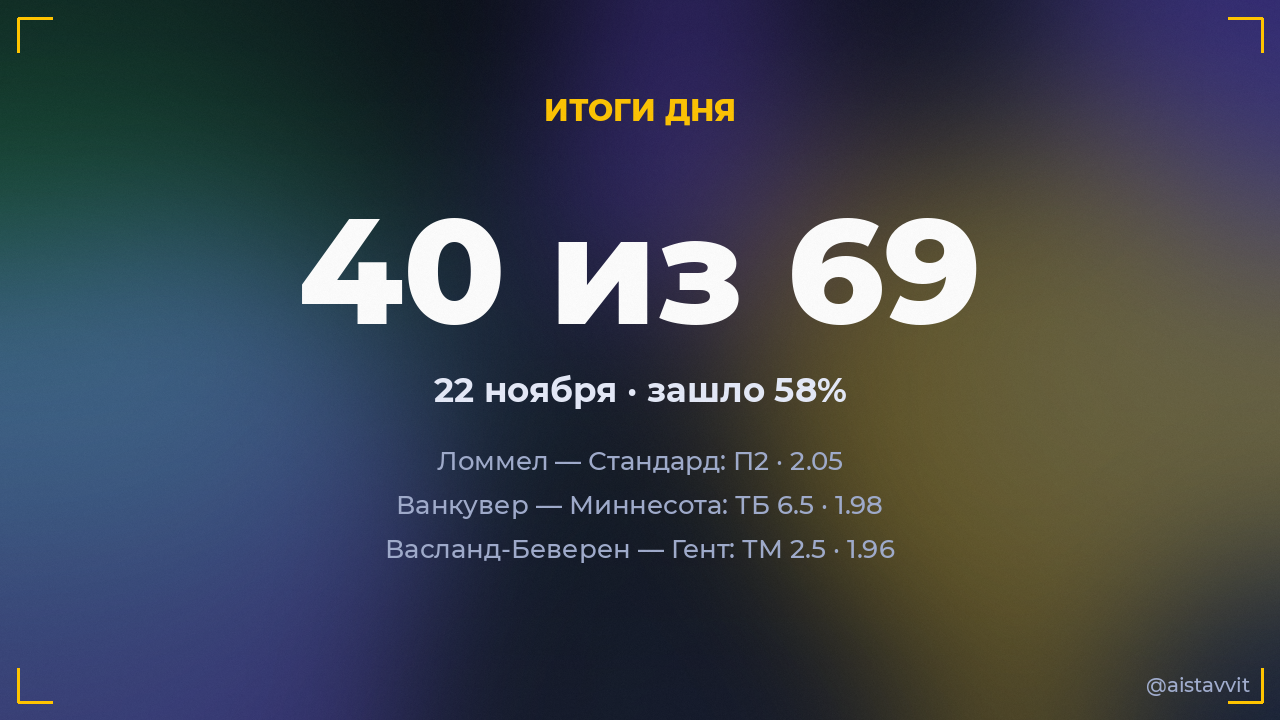 ИТОГИ ДНЯ
40 из 69
22 ноября · зашло 58%
Ломмел — Стандард: П2 · 2.05
Ванкувер — Миннесота: ТБ 6.5 · 1.98
Васланд-Беверен — Гент: ТМ 2.5 · 1.96
@aistavvit